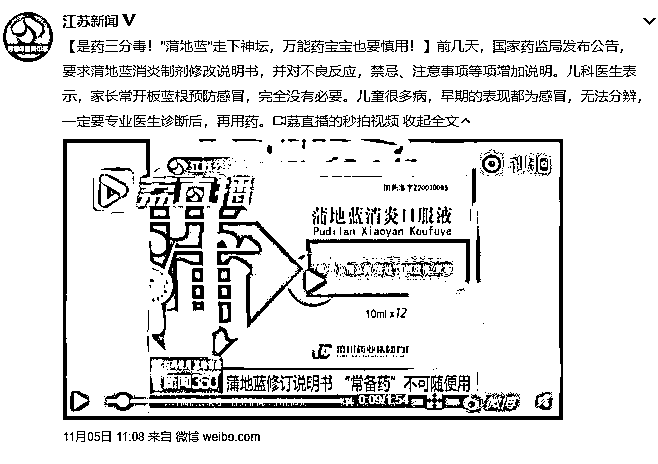 江苏新闻
【是药三分毒！"蒲地蓝"走下神坛，万能药宝宝也要慎用！】前几天，国家药监局发布公告，
要求蒲地蓝消炎制剂修改说明书，并对不良反应，禁忌、注意事项等项增加说明。儿科医生表
示，家长常开板蓝根预防感冒，完全没有必要。儿童很多病，早期的表现都为感冒，无法分辨，
一定要专业医生诊断后，再用药。荔直播的秒拍视频 收起全文
荔直播
蒲地蓝消炎口服液
Pudilan Xiaoyan Koufuye
10ml x12
新闻360
蒲地蓝修订说明书 “常备药”不可随便用
0:09/1:54
微博
11月05日 11:08 来自 微博 weibo.com